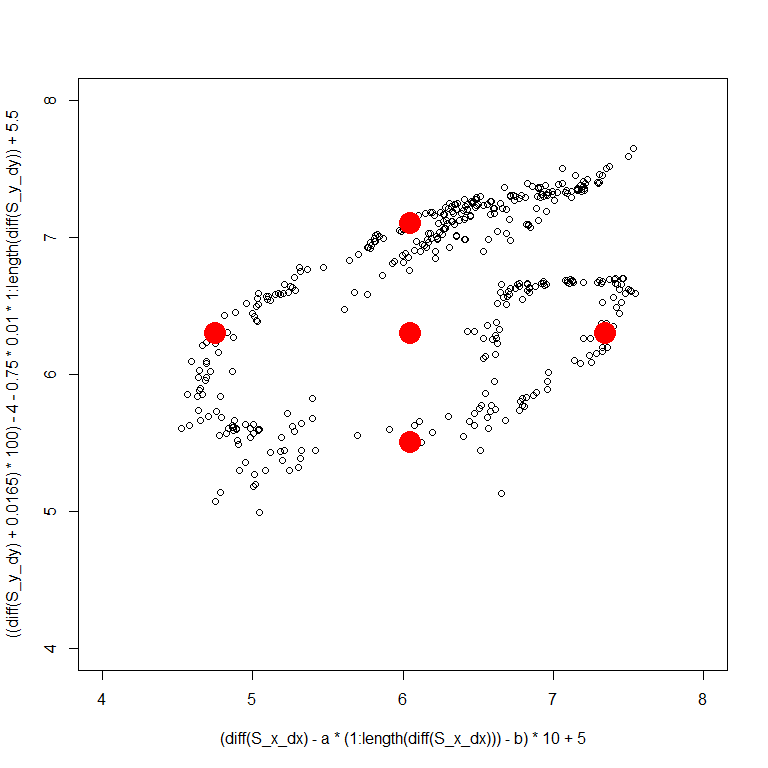 8
7
6
5
4
((diff(S_y_dy) + 0.0165) * 100) - 4 - 0.75 * 0.01 * 1:length(diff(S_y_dy)) + 5.5
4 5 6 7 8
(diff(S_x_dx) - a * (1:length(diff(S_x_dx))) - b) * 10 + 5